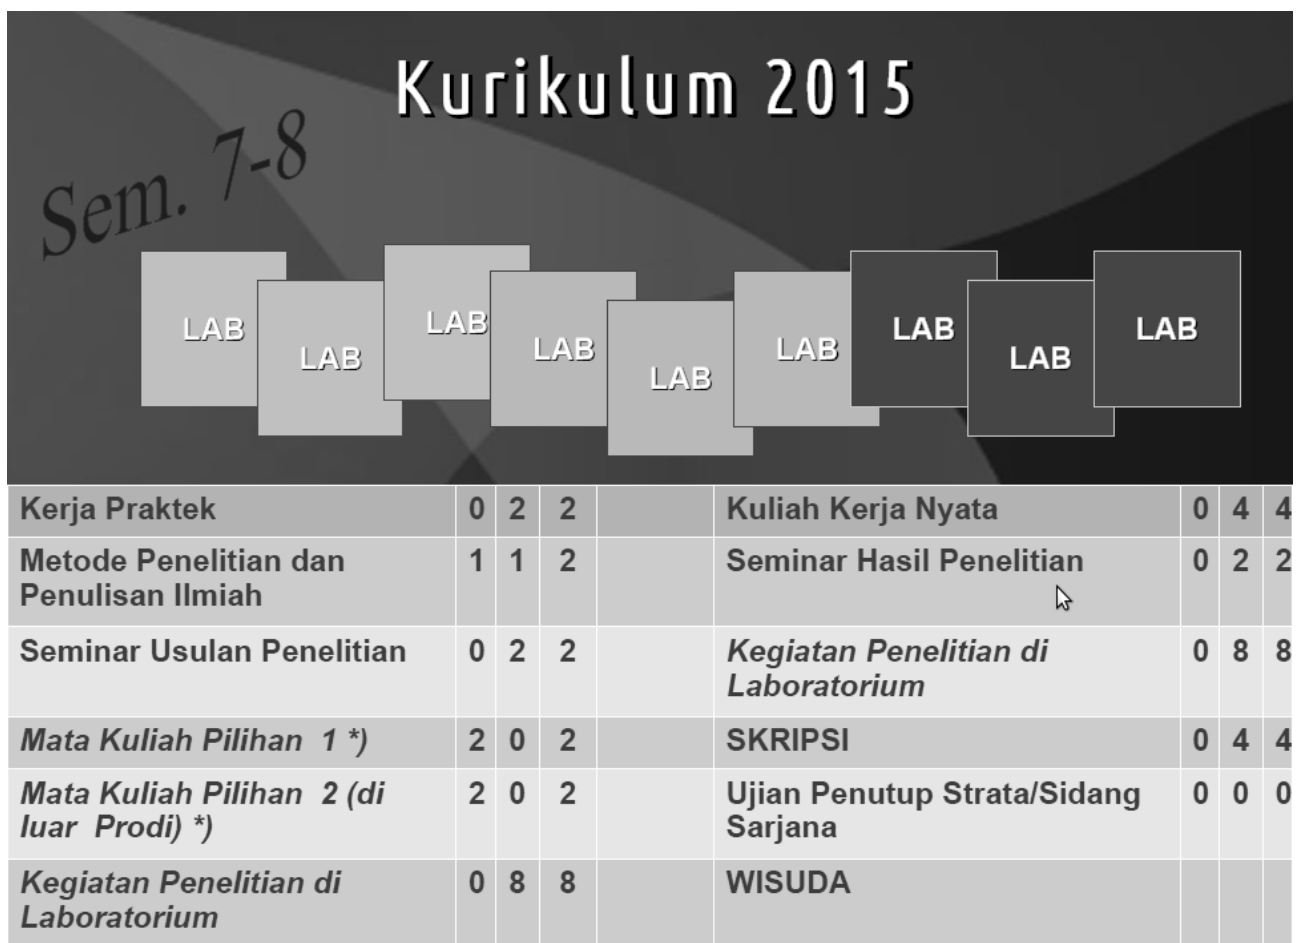 Kurikulum 2015
Sem. 7-8
LAB
LAB
LAB
LAB
LAB
LAB
LAB
LAB
LAB
Kerja Praktek 0 2 2 Kuliah Kerja Nyata 0 4 4
Metode Penelitian dan 1 1 2 Seminar Hasil Penelitian 0 2 2
Penulisan Ilmiah
Seminar Usulan Penelitian 0 2 2 Kegiatan Penelitian di 0 8 8
Laboratorium
Mata Kuliah Pilihan 1 *) 2 0 2 SKRIPSI 0 4 4
Mata Kuliah Pilihan 2 (di 2 0 2 Ujian Penutup Strata/Sidang 0 0 0
luar Prodi) *) Sarjana
Kegiatan Penelitian di 0 8 8 WISUDA
Laboratorium